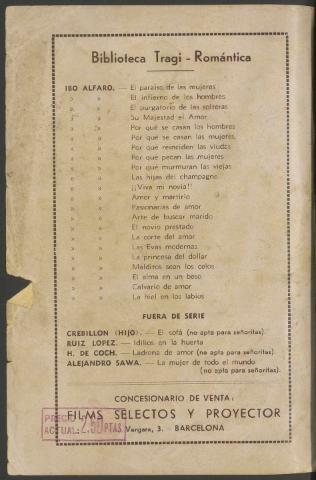 Biblioteca Tragi - Romántica
IBO ALFARO. — El paraíso de las mujeres
» » El infierno de los hombres
» » El purgatorio de las solteras
» » Su Majestad el Amor
» » Por qué se casan los hombres
» » Por qué se casan las mujeres
» » Por qué reinciden las viudas
» » Por qué pecan las mujeres
» » Por qué murmuran las viejas
» » Las hijas del champagne
» » ¡¡Viva mi novia!!
» » Amor y martirio
» » Pasionarias de amor
» » Arte de buscar marido
» » El novio prestado
» » La corte del amor
» » Las Evas modernas
» » La princesa del dollar
» » Malditos sean los celos
» » El alma en un beso
» » Calvario de amor
» » La hiel en los labios
FUERA DE SERIE
CREBILLON (HIJO). — El sofá (no apta para señoritas).
RUIZ LOPEZ. — Idilios en la huerta
H. DE COCH. — Ladrona de amor (no apta para señoritas).
ALEJANDRO SAWA. — La mujer de todo el mundo
(no apta para señoritas).
CONCESIONARIO DE VENTA:
FILMS SELECTOS Y PROYECTOR
Vergara, 3. - BARCELONA
PRECIO
ACTUAL: 2,50 PTAS